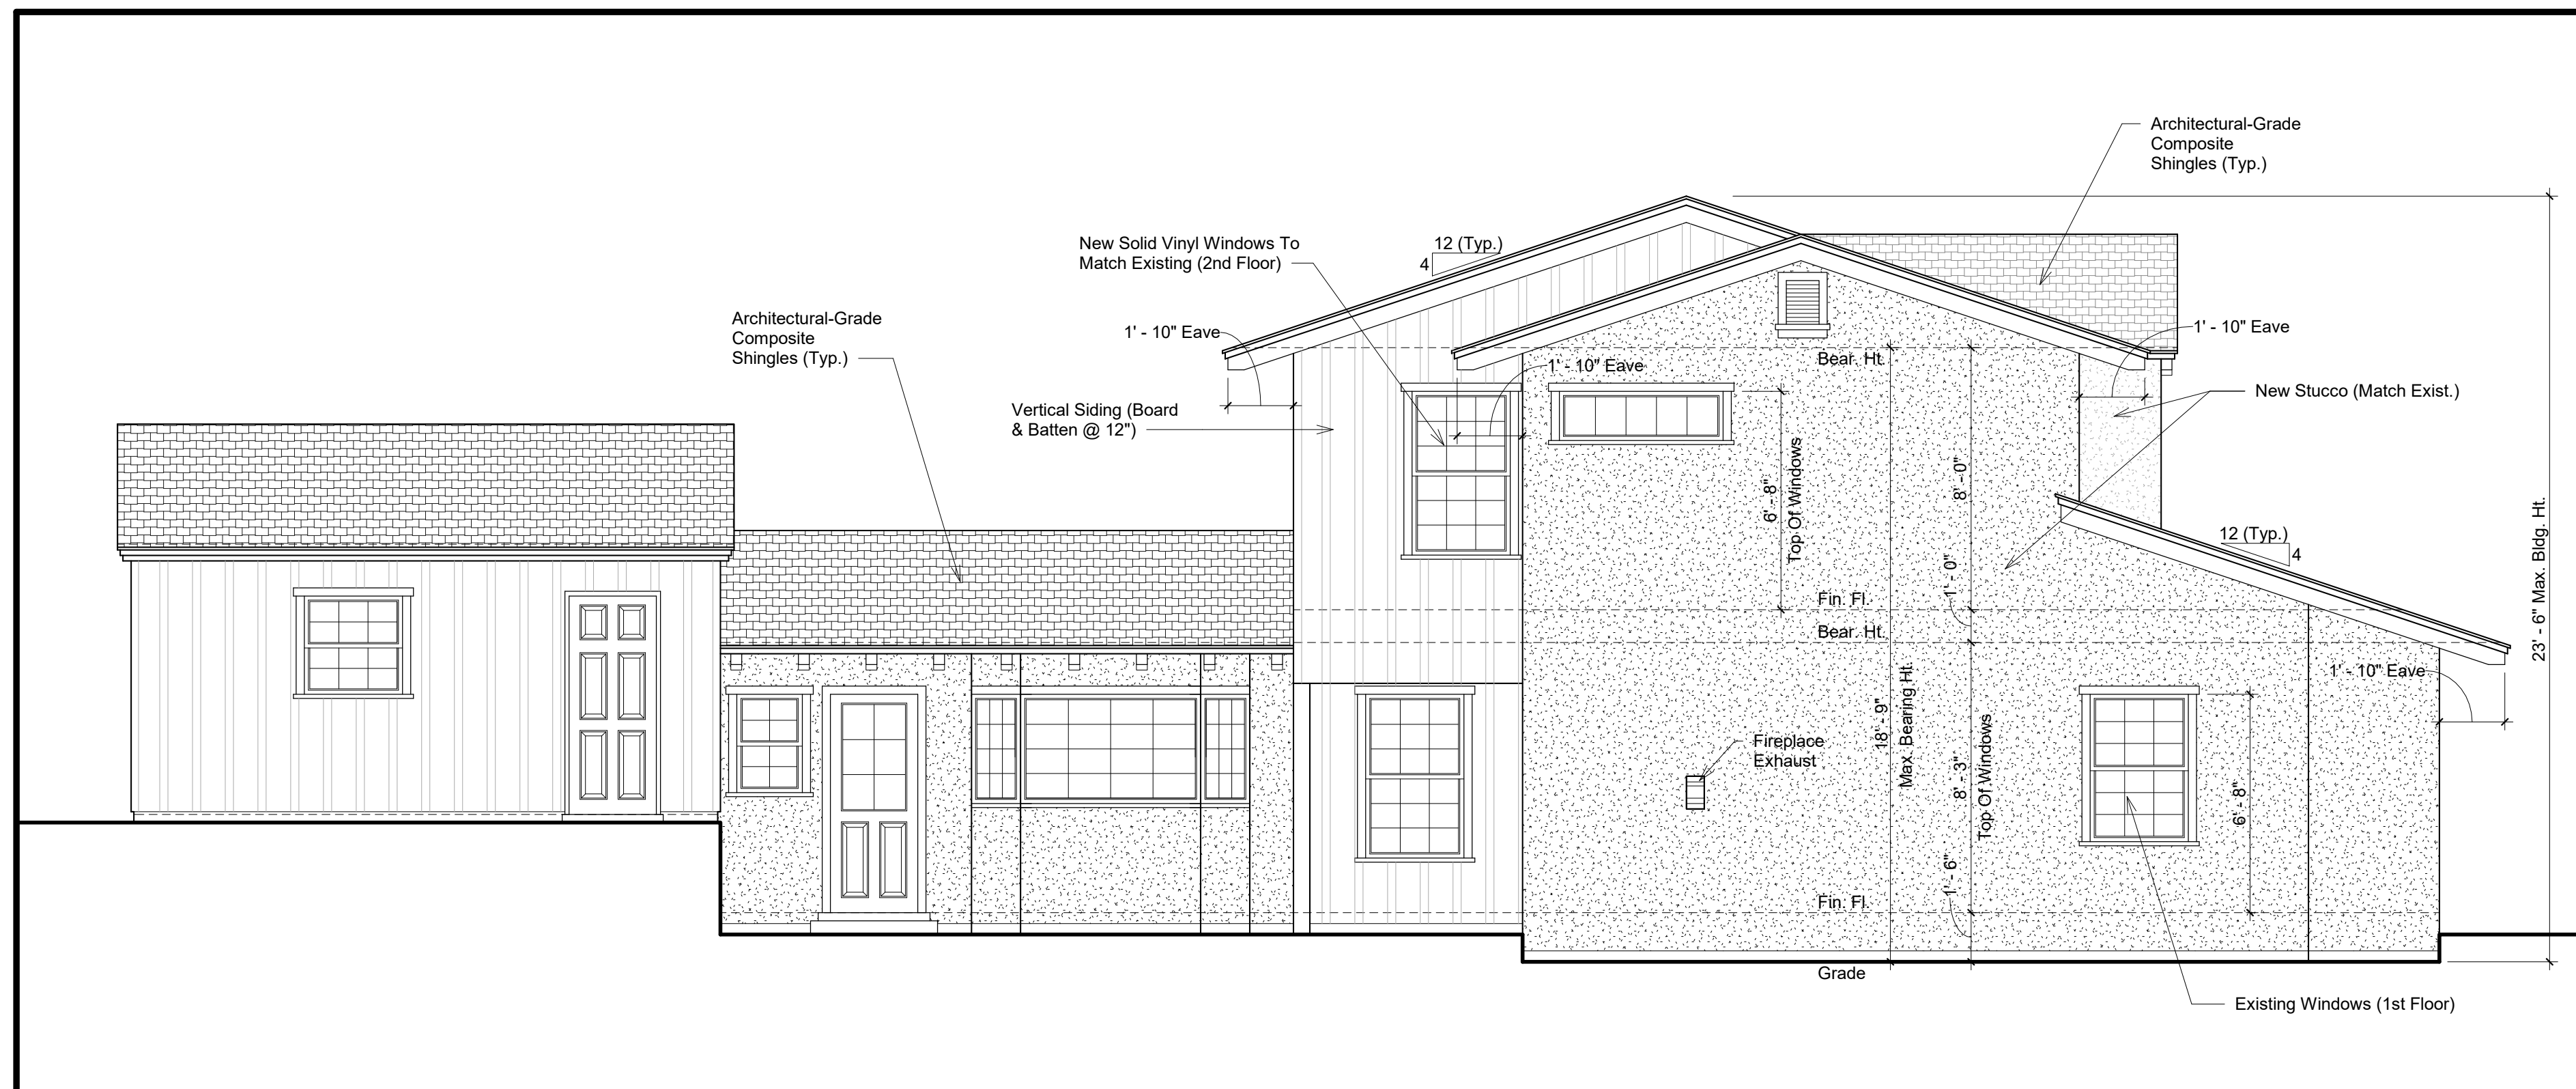 Architectural-Grade
Composite
Shingles (Typ.)
New Solid Vinyl Windows To
Match Existing (2nd Floor)
12 (Typ.)
4
Architectural-Grade
Composite
Shingles (Typ.)
1' - 10" Eave
1' - 10" Eave
Bear. Ht.
1' - 10" Eave
New Stucco (Match Exist.)
Vertical Siding (Board
& Batten @ 12")
6' - 8"
Top Of Windows
8' - 0"
1' - 0"
12 (Typ.)
4
23' - 6" Max. Bldg. Ht.
Fin. Fl.
Bear. Ht.
1' - 10" Eave
18' - 9"
Max. Bearing Ht.
8' - 3"
Top Of Windows
Fireplace
Exhaust
6' - 8"
1' - 6"
Fin. Fl.
Grade
Existing Windows (1st Floor)